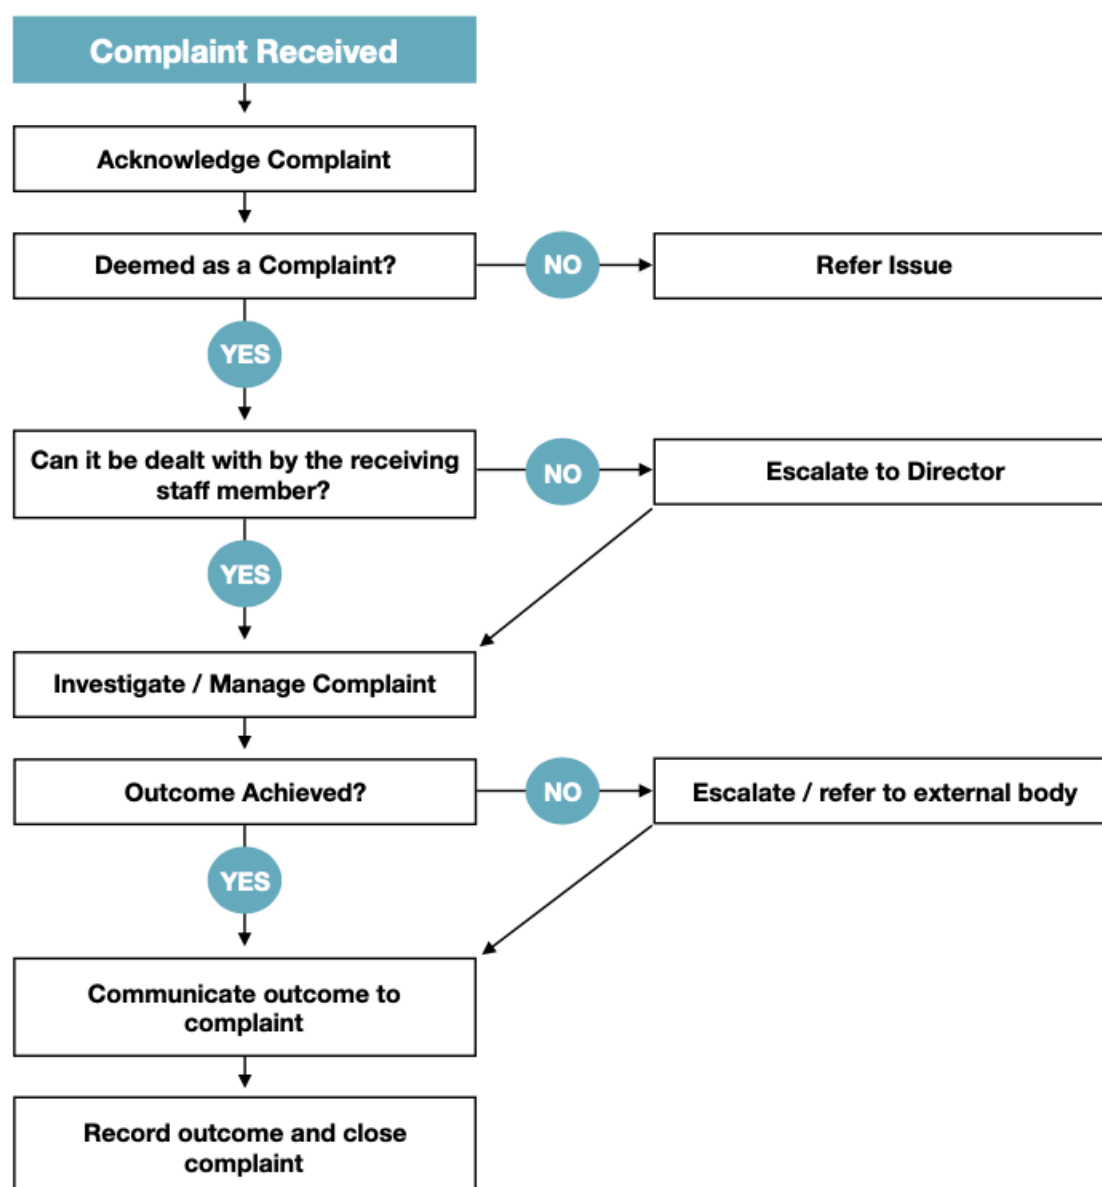 Complaint Received
Acknowledge Complaint
Deemed as a Complaint?
NO
Refer Issue
YES
Can it be dealt with by the receiving
staff member?
NO
Escalate to Director
YES
Investigate / Manage Complaint
Outcome Achieved?
NO
Escalate / refer to external body
YES
Communicate outcome to
complaint
Record outcome and close
complaint